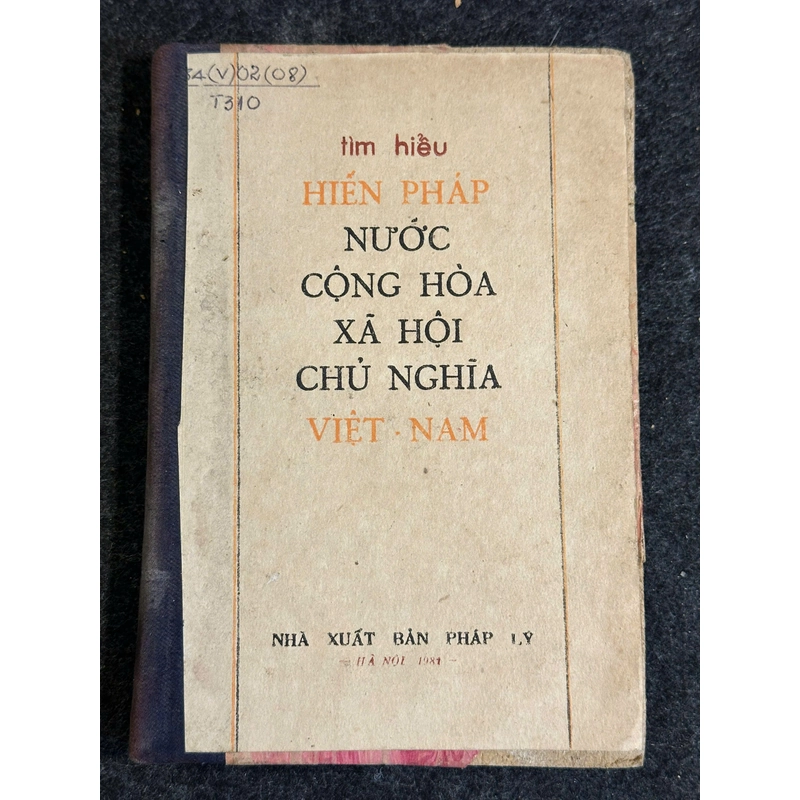 34(V)02(08)
T310
tìm hiểu
HIẾN PHÁP
NƯỚC
CỘNG HÒA
XÃ HỘI
CHỦ NGHĨA
VIỆT · NAM
NHÀ XUẤT BẢN PHÁP LÝ
- HÀ NỘI 1981 -